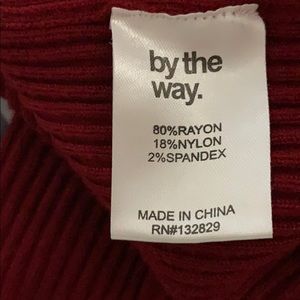 by the
way.
80%RAYON
18%NYLON
2%SPANDEX
MADE IN CHINA
RN#132829